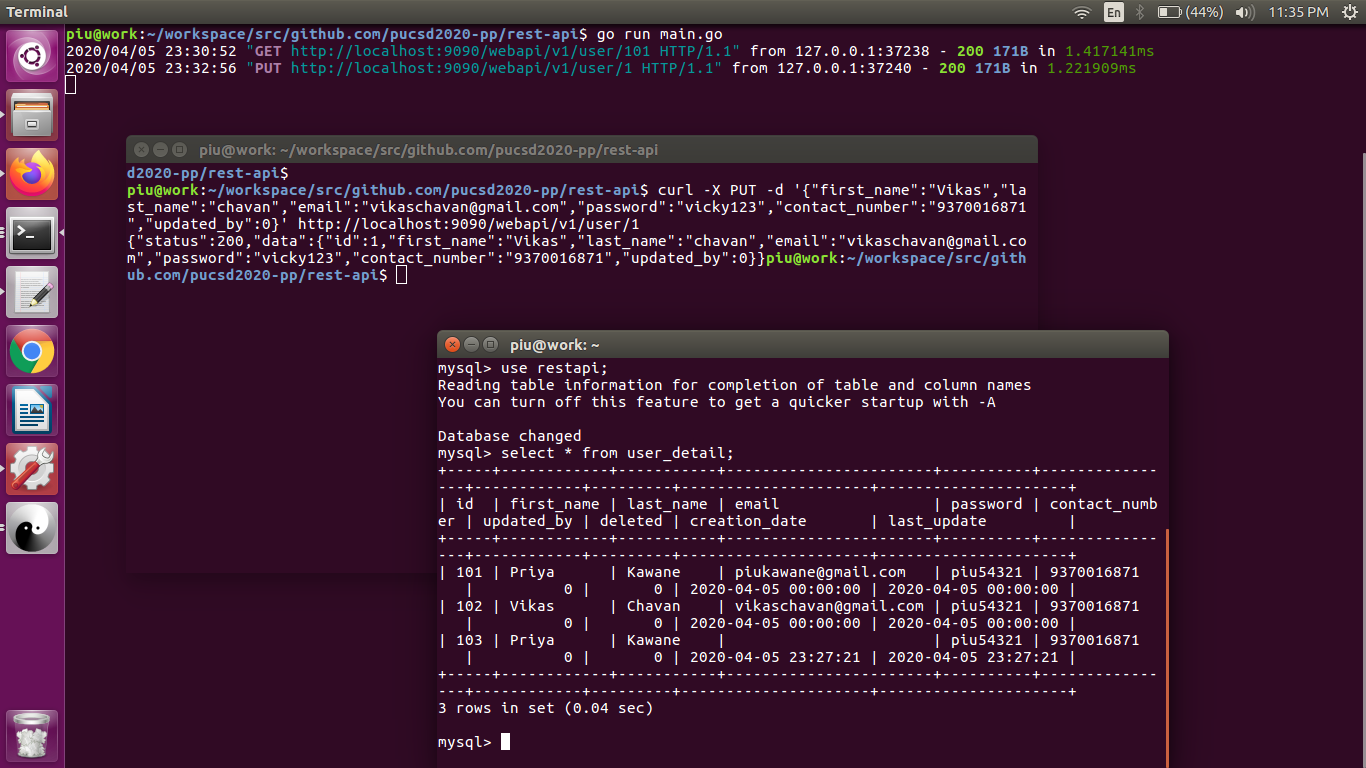 Terminal
En
(44%)
11:35 PM
piu@work:~/workspace/src/github.com/pucsd2020-pp/rest-api$ go run main.go
2020/04/05 23:30:52 "GET http://localhost:9090/webapi/v1/user/101 HTTP/1.1" from 127.0.0.1:37238 - 200 171B in 1.417141ms
2020/04/05 23:32:56 "PUT http://localhost:9090/webapi/v1/user/1 HTTP/1.1" from 127.0.0.1:37240 - 200 171B in 1.221909ms
piu@work: ~/workspace/src/github.com/pucsd2020-pp/rest-api
d2020-pp/rest-api$
piu@work:~/workspace/src/github.com/pucsd2020-pp/rest-api$ curl -X PUT -d '{"first_name":"Vikas","la
st_name":"chavan","email":"vikaschavan@gmail.com","password":"vicky123","contact_number":"9370016871
","updated_by":0}' http://localhost:9090/webapi/v1/user/1
{"status":200,"data":{"id":1,"first_name":"Vikas","last_name":"chavan","email":"vikaschavan@gmail.co
m","password":"vicky123","contact_number":"9370016871","updated_by":0}}piu@work:~/workspace/src/gith
ub.com/pucsd2020-pp/rest-api$
piu@work: ~
mysql> use restapi;
Reading table information for completion of table and column names
You can turn off this feature to get a quicker startup with -A
Database changed
mysql> select * from user_detail;
+-----+------------+-----------+-----------------------+----------+-------------
---+------------+---------+---------------------+---------------------+
| id  | first_name | last_name | email                 | password | contact_numb
er | updated_by | deleted | creation_date       | last_update         |
+-----+------------+-----------+-----------------------+----------+-------------
---+------------+---------+---------------------+---------------------+
| 101 | Priya      | Kawane    | piukawane@gmail.com   | piu54321 | 9370016871
   |          0 |       0 | 2020-04-05 00:00:00 | 2020-04-05 00:00:00 |
| 102 | Vikas      | Chavan    | vikaschavan@gmail.com | piu54321 | 9370016871
   |          0 |       0 | 2020-04-05 00:00:00 | 2020-04-05 00:00:00 |
| 103 | Priya      | Kawane    |                       | piu54321 | 9370016871
   |          0 |       0 | 2020-04-05 23:27:21 | 2020-04-05 23:27:21 |
+-----+------------+-----------+-----------------------+----------+-------------
---+------------+---------+---------------------+---------------------+
3 rows in set (0.04 sec)
mysql>